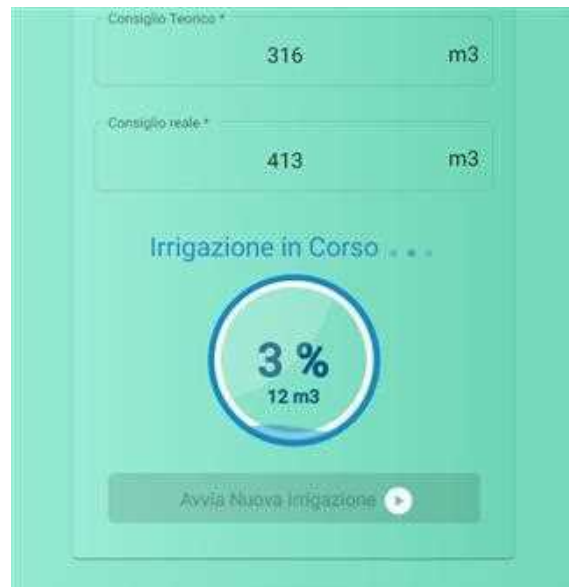 Consiglio Teorico *
316 m3
Consiglio reale *
413 m3
Irrigazione in Corso . . .
3 %
12 m3
Avvia Nuova Irrigazione